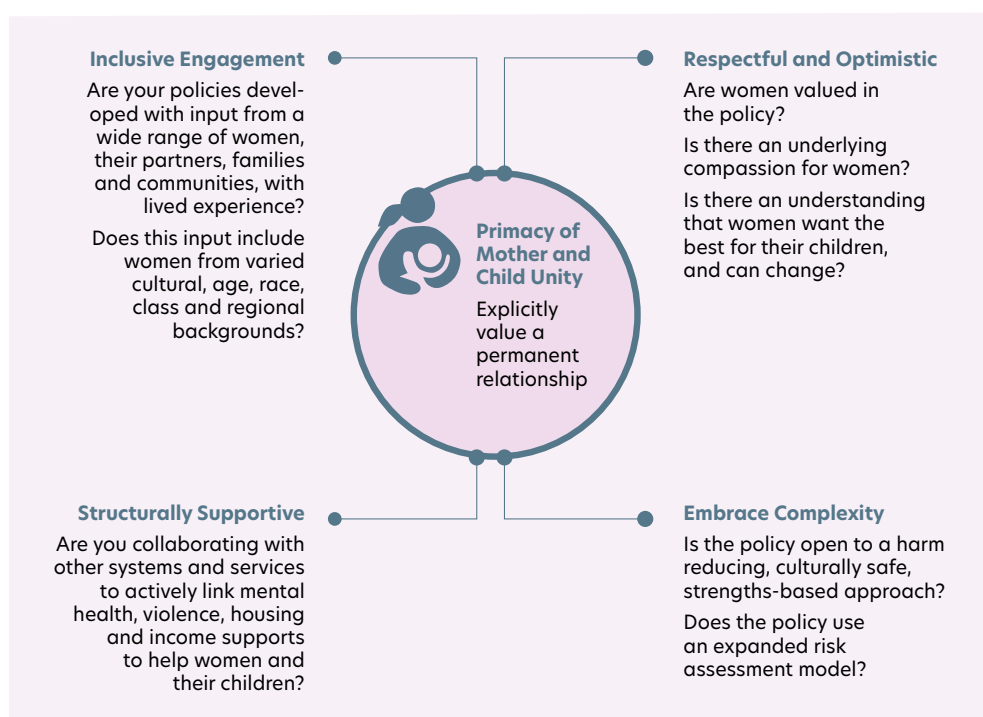 Inclusive Engagement
Are your policies devel-
oped with input from a
wide range of women,
their partners, families
and communities, with
lived experience?
Does this input include
women from varied
cultural, age, race,
class and regional
backgrounds?
Respectful and Optimistic
Are women valued in
the policy?
Is there an underlying
compassion for women?
Is there an understanding
that women want the
best for their children,
and can change?
Primacy of
Mother and
Child Unity
Explicitly
value a
permanent
relationship
Structurally Supportive
Are you collaborating with
other systems and services
to actively link mental
health, violence, housing
and income supports
to help women and
their children?
Embrace Complexity
Is the policy open to a harm
reducing, culturally safe,
strengths-based approach?
Does the policy use
an expanded risk
assessment model?